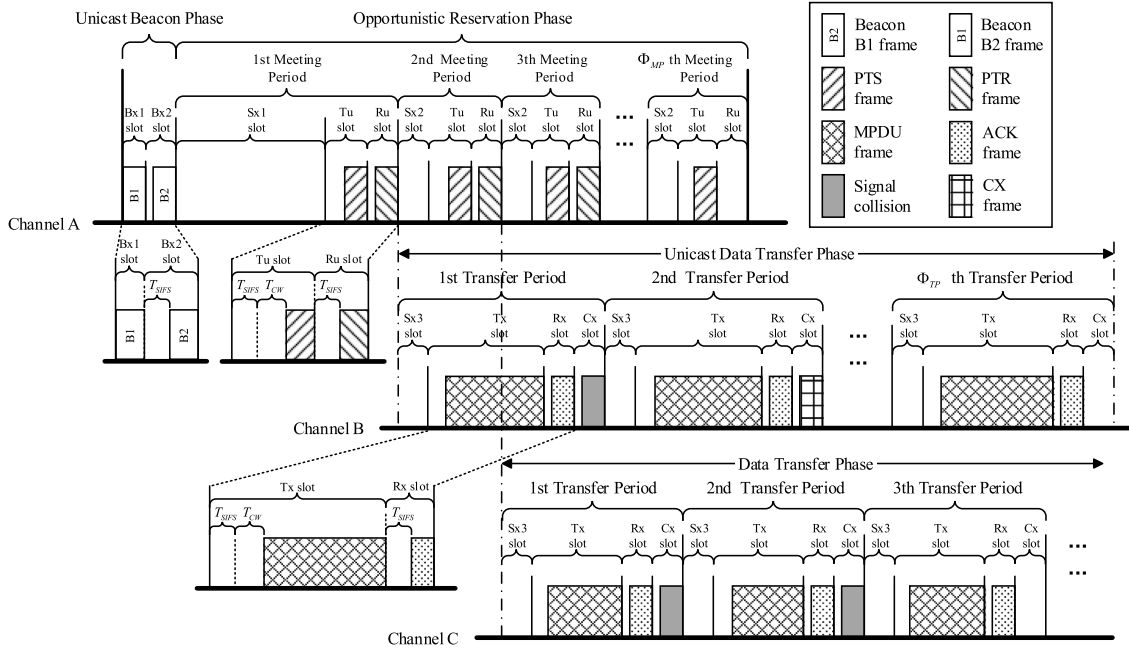 Unicast Beacon Phase
Opportunistic Reservation Phase
1st Meeting Period
2nd Meeting Period
3th Meeting Period
Φ_MP th Meeting Period
Bx1 slot
Bx2 slot
Sx1 slot
Tu slot
Ru slot
Sx2 slot
Tu slot
Ru slot
Sx2 slot
Tu slot
Ru slot
...
...
Sx2 slot
Tu slot
Ru slot
B1
B2
Channel A
B2
Beacon B1 frame
B1
Beacon B2 frame
PTS frame
PTR frame
MPDU frame
ACK frame
Signal collision
CX frame
Bx1 slot
Bx2 slot
T_SIFS
B1
B2
Tu slot
Ru slot
T_SIFS
T_CW
T_SIFS
Unicast Data Transfer Phase
1st Transfer Period
2nd Transfer Period
Φ_TP th Transfer Period
Sx3 slot
Tx slot
Rx slot
Cx slot
Sx3 slot
Tx slot
Rx slot
Cx slot
...
...
Sx3 slot
Tx slot
Rx slot
Cx slot
Channel B
Tx slot
Rx slot
T_SIFS
T_CW
T_SIFS
Data Transfer Phase
1st Transfer Period
2nd Transfer Period
3th Transfer Period
Sx3 slot
Tx slot
Rx slot
Cx slot
Sx3 slot
Tx slot
Rx slot
Cx slot
Sx3 slot
Tx slot
Rx slot
Cx slot
...
...
Channel C